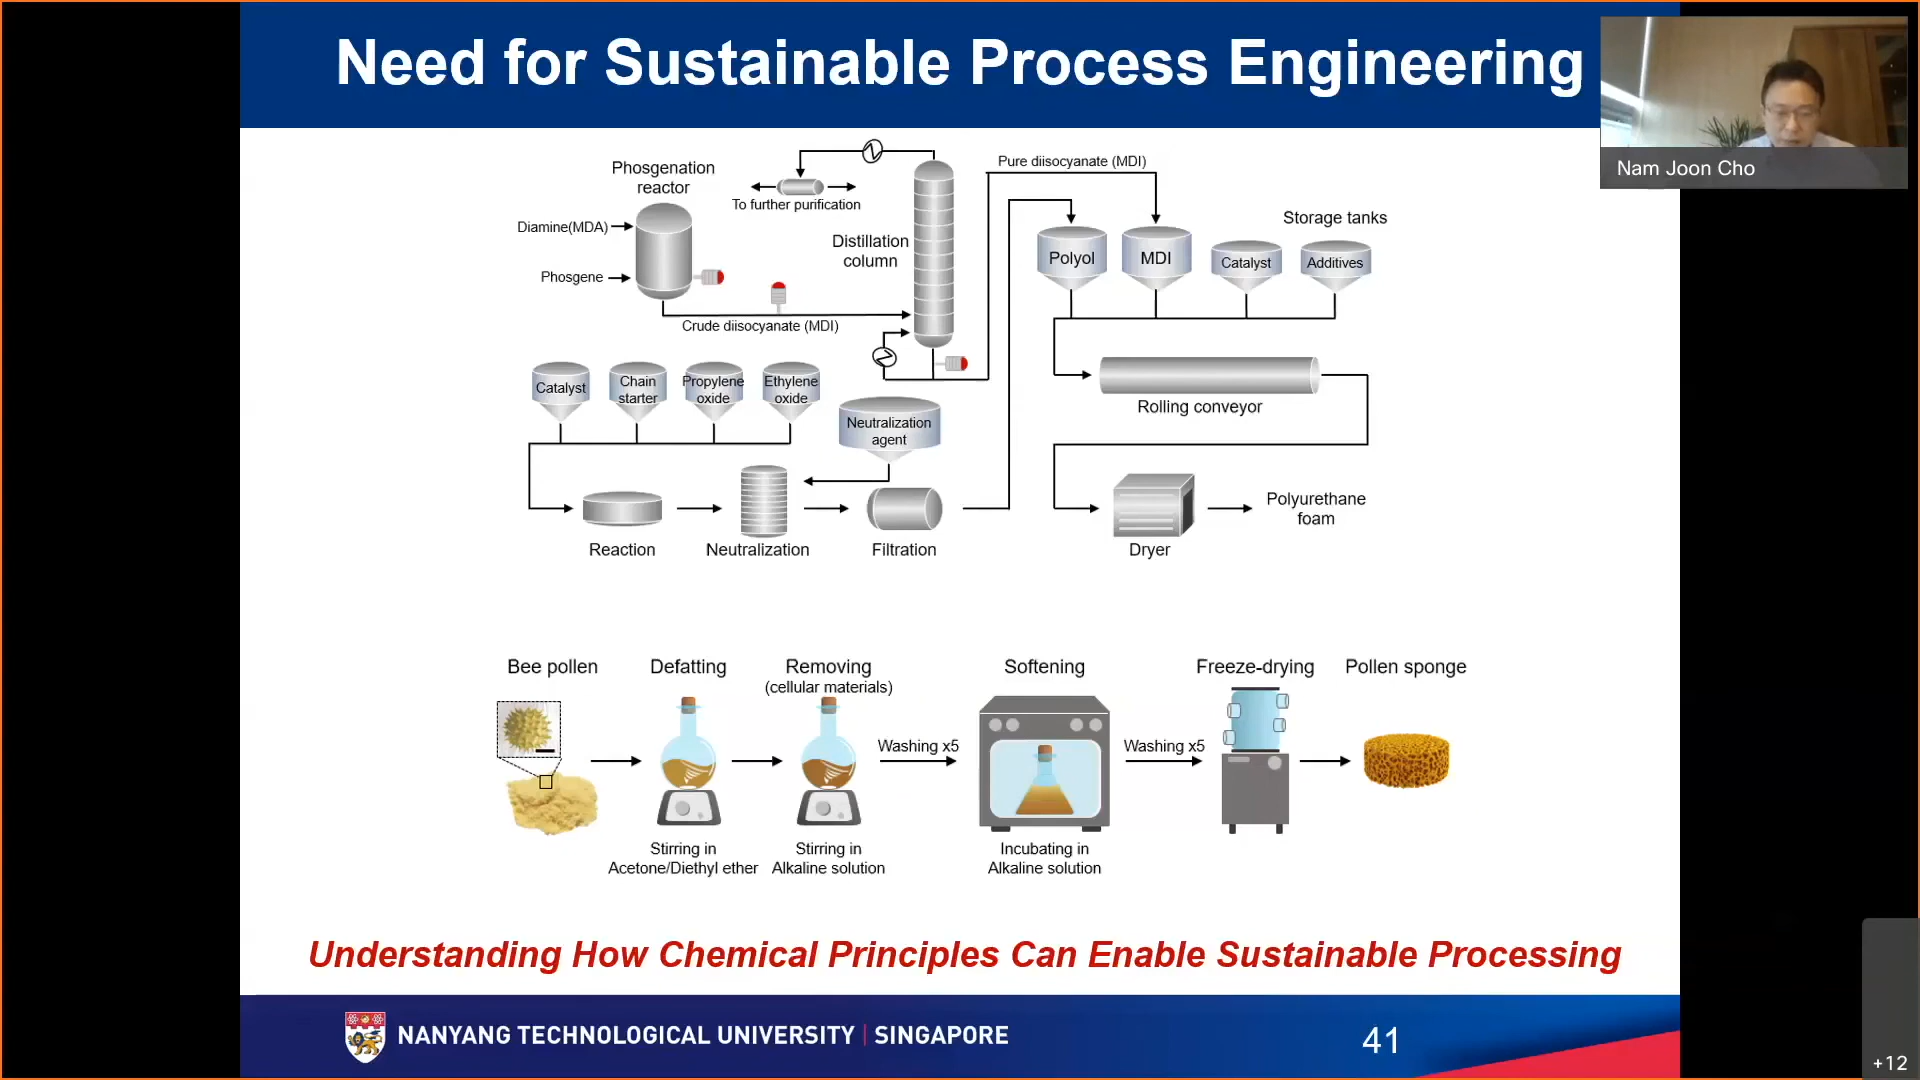 Need for Sustainable Process Engineering
Nam Joon Cho
Phosgenation
reactor
Diamine(MDA)
Phosgene
To further purification
Distillation
column
Crude diisocyanate (MDI)
Pure diisocyanate (MDI)
Storage tanks
Polyol
MDI
Catalyst
Additives
Rolling conveyor
Catalyst
Chain
starter
Propylene
oxide
Ethylene
oxide
Neutralization
agent
Reaction
Neutralization
Filtration
Dryer
Polyurethane
foam
Bee pollen
Defatting
Removing
(cellular materials)
Softening
Freeze-drying
Pollen sponge
Washing x5
Washing x5
Stirring in
Acetone/Diethyl ether
Stirring in
Alkaline solution
Incubating in
Alkaline solution
Understanding How Chemical Principles Can Enable Sustainable Processing
NANYANG TECHNOLOGICAL UNIVERSITY | SINGAPORE
41
+12